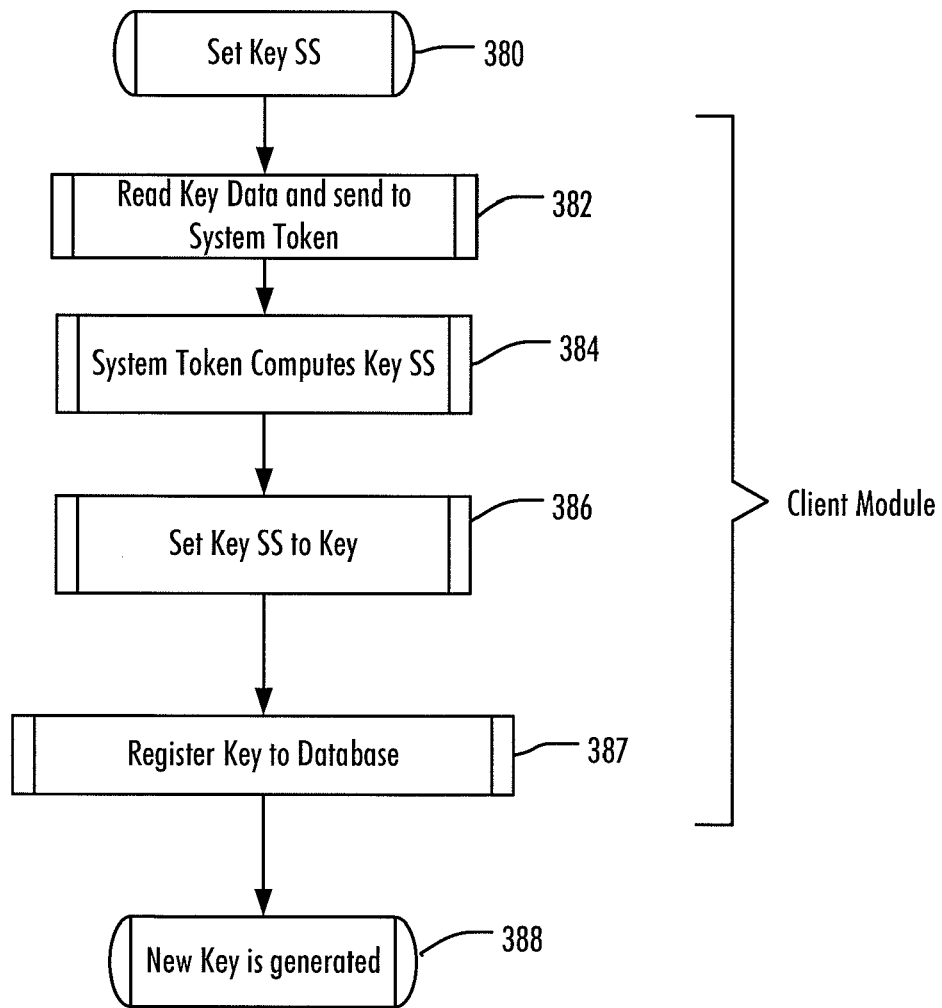 Set Key SS
380
Read Key Data and send to
System Token
382
System Token Computes Key SS
384
Set Key SS to Key
386
Client Module
Register Key to Database
387
New Key is generated
388